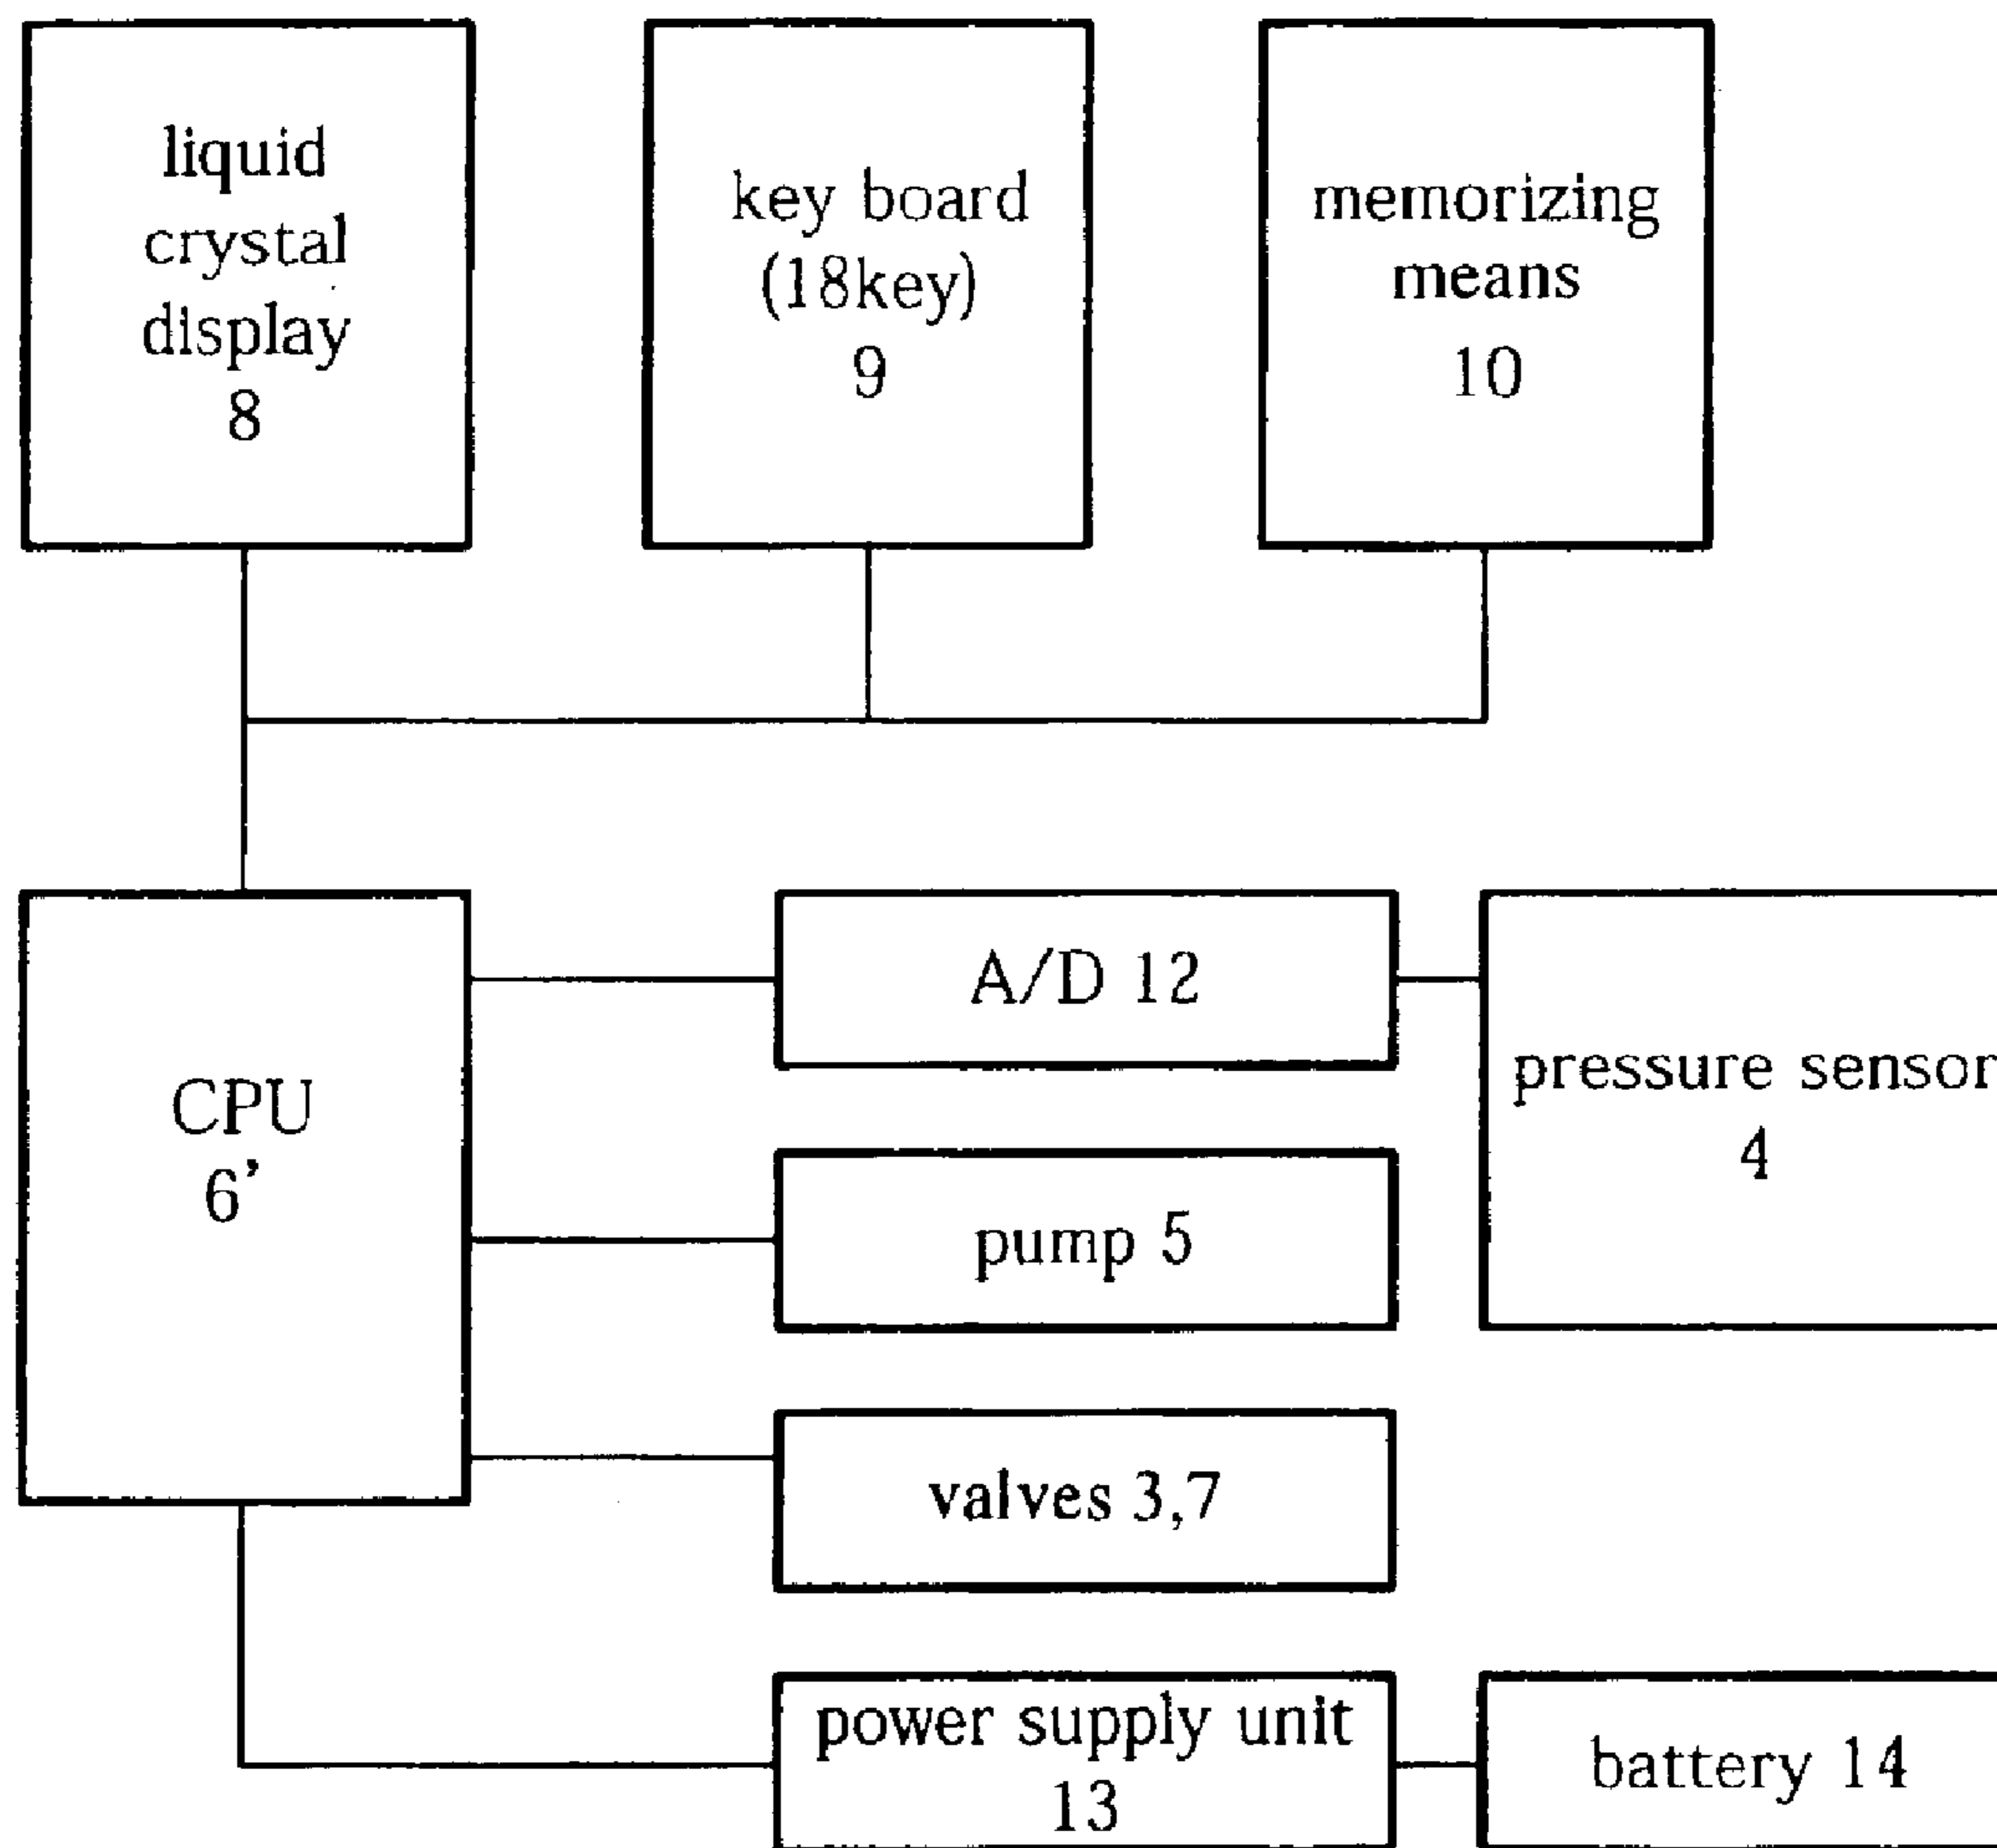 liquid
crystal
display
8
key board
(18key)
9
memorizing
means
10
CPU
6’
A/D 12
pressure sensor
4
pump 5
valves 3,7
power supply unit
13
battery 14